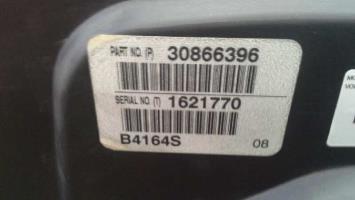 PART NO. (P) 30866396
SERIAL NO. (T) 1621770
B4164S 08